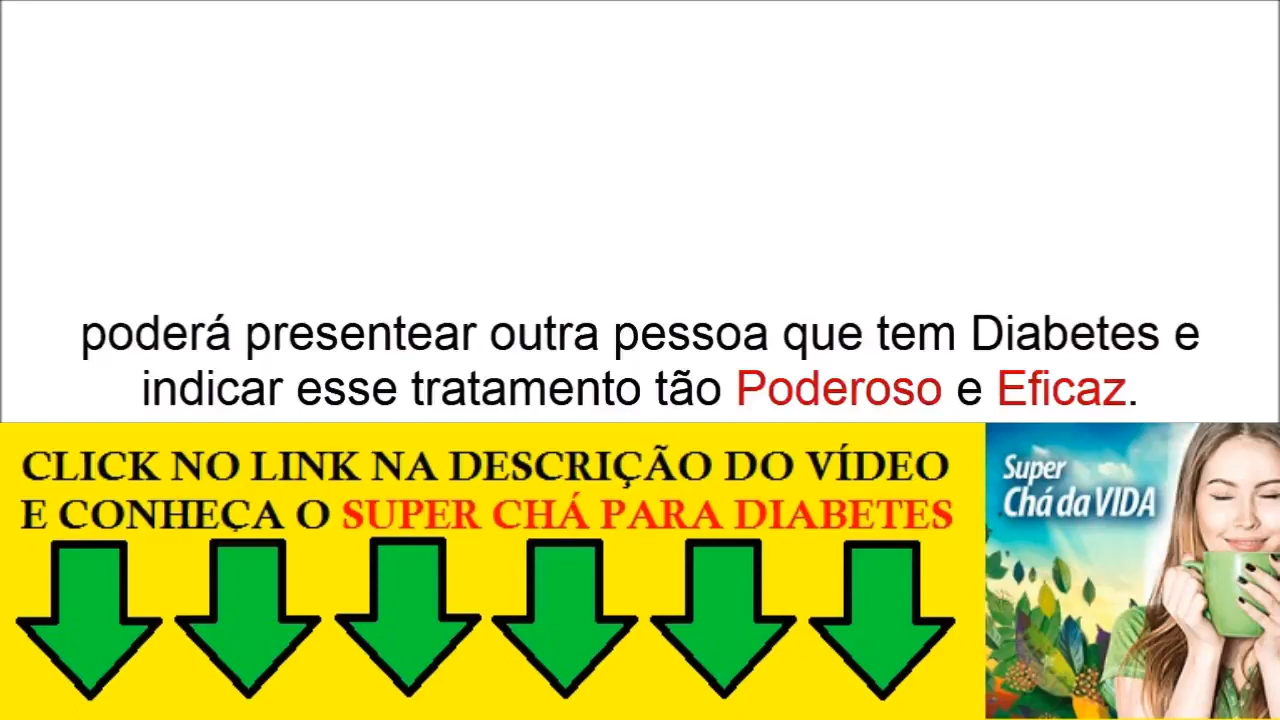 poderá presentear outra pessoa que tem Diabetes e
indicar esse tratamento tão Poderoso e Eficaz.
CLICK NO LINK NA DESCRIÇÃO DO VÍDEO
E CONHEÇA O SUPER CHÁ PARA DIABETES
Super
Chá da VIDA